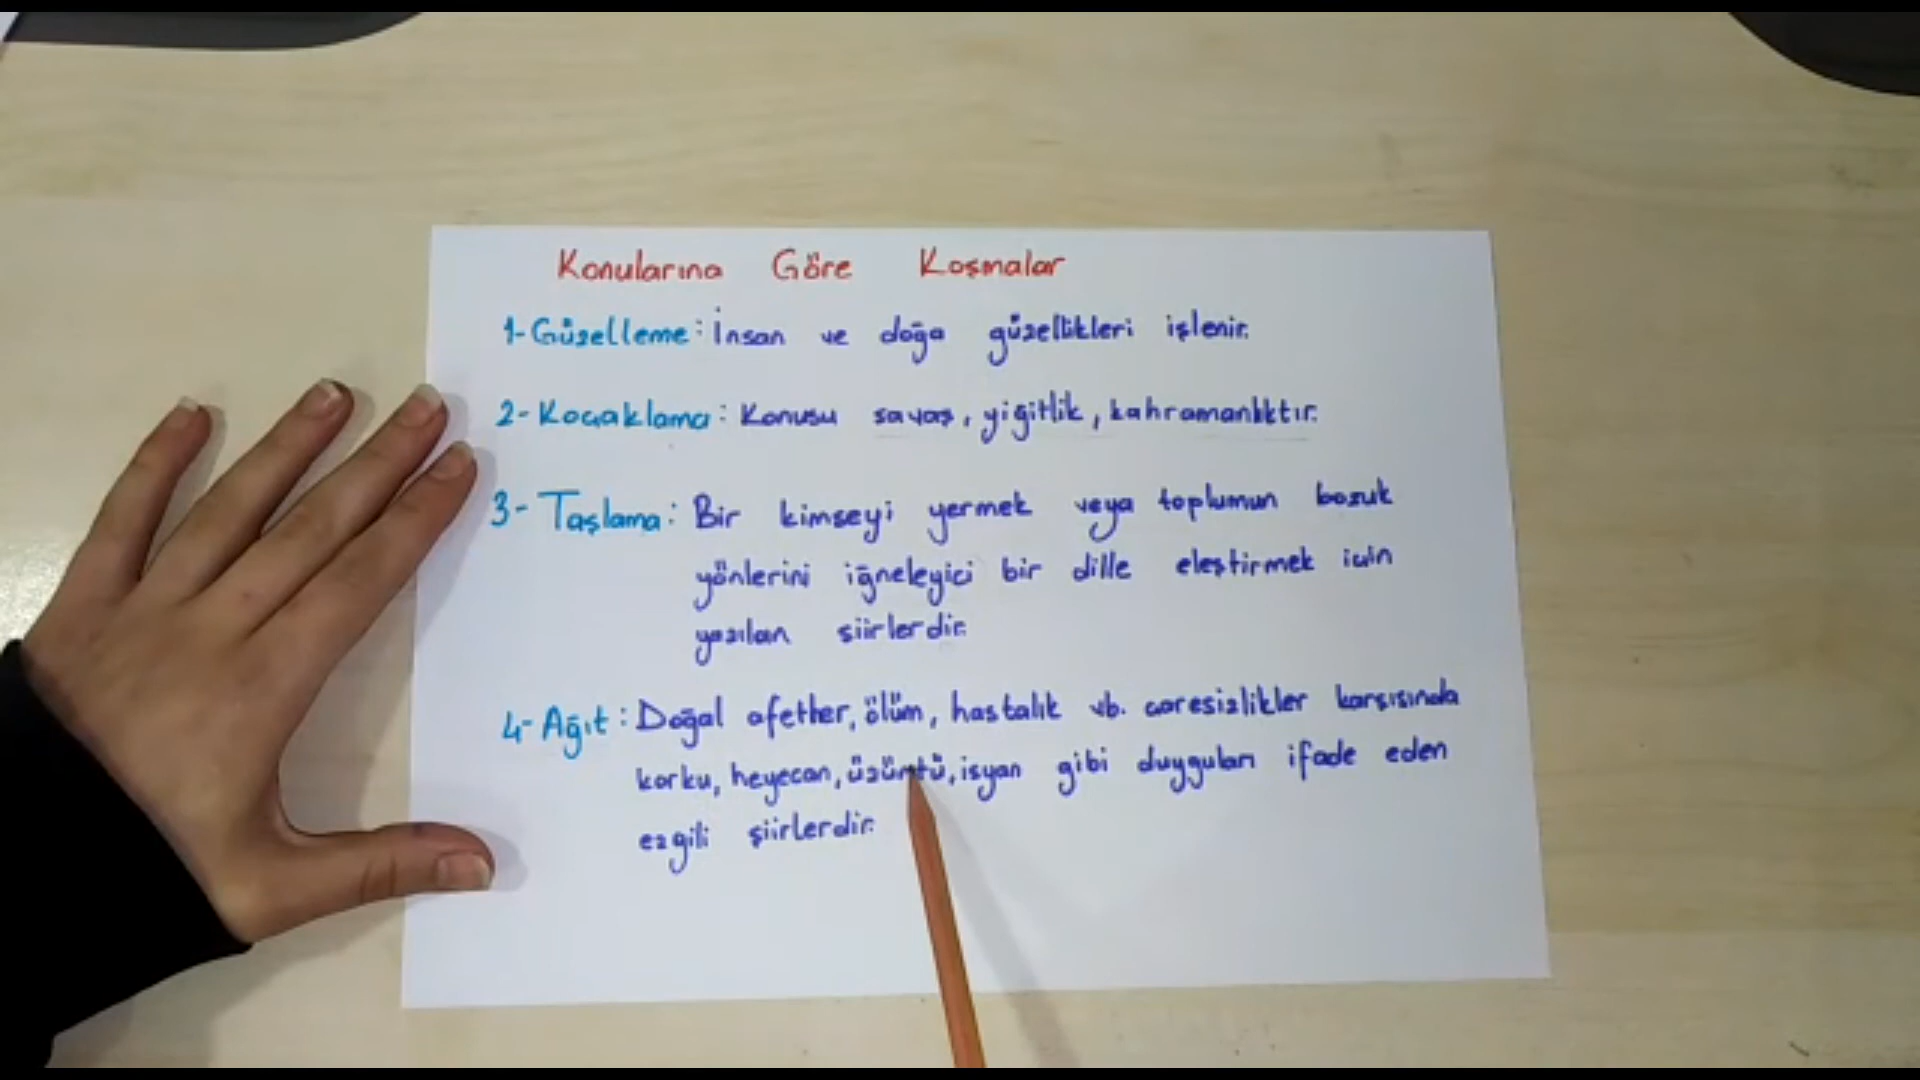 Konularına Göre Koşmalar
1- Güzelleme: İnsan ve doğa güzellikleri işlenir.
2- Koçaklama: Konusu savaş, yiğitlik, kahramanlıktır.
3- Taşlama: Bir kimseyi yermek veya toplumun bozuk
yönlerini iğneleyici bir dille eleştirmek için
yazılan şiirlerdir.
4- Ağıt: Doğal afetler, ölüm, hastalık vb. çaresizlikler karşısında
korku, heyecan, üzüntü, isyan gibi duyguları ifade eden
ezgili şiirlerdir.